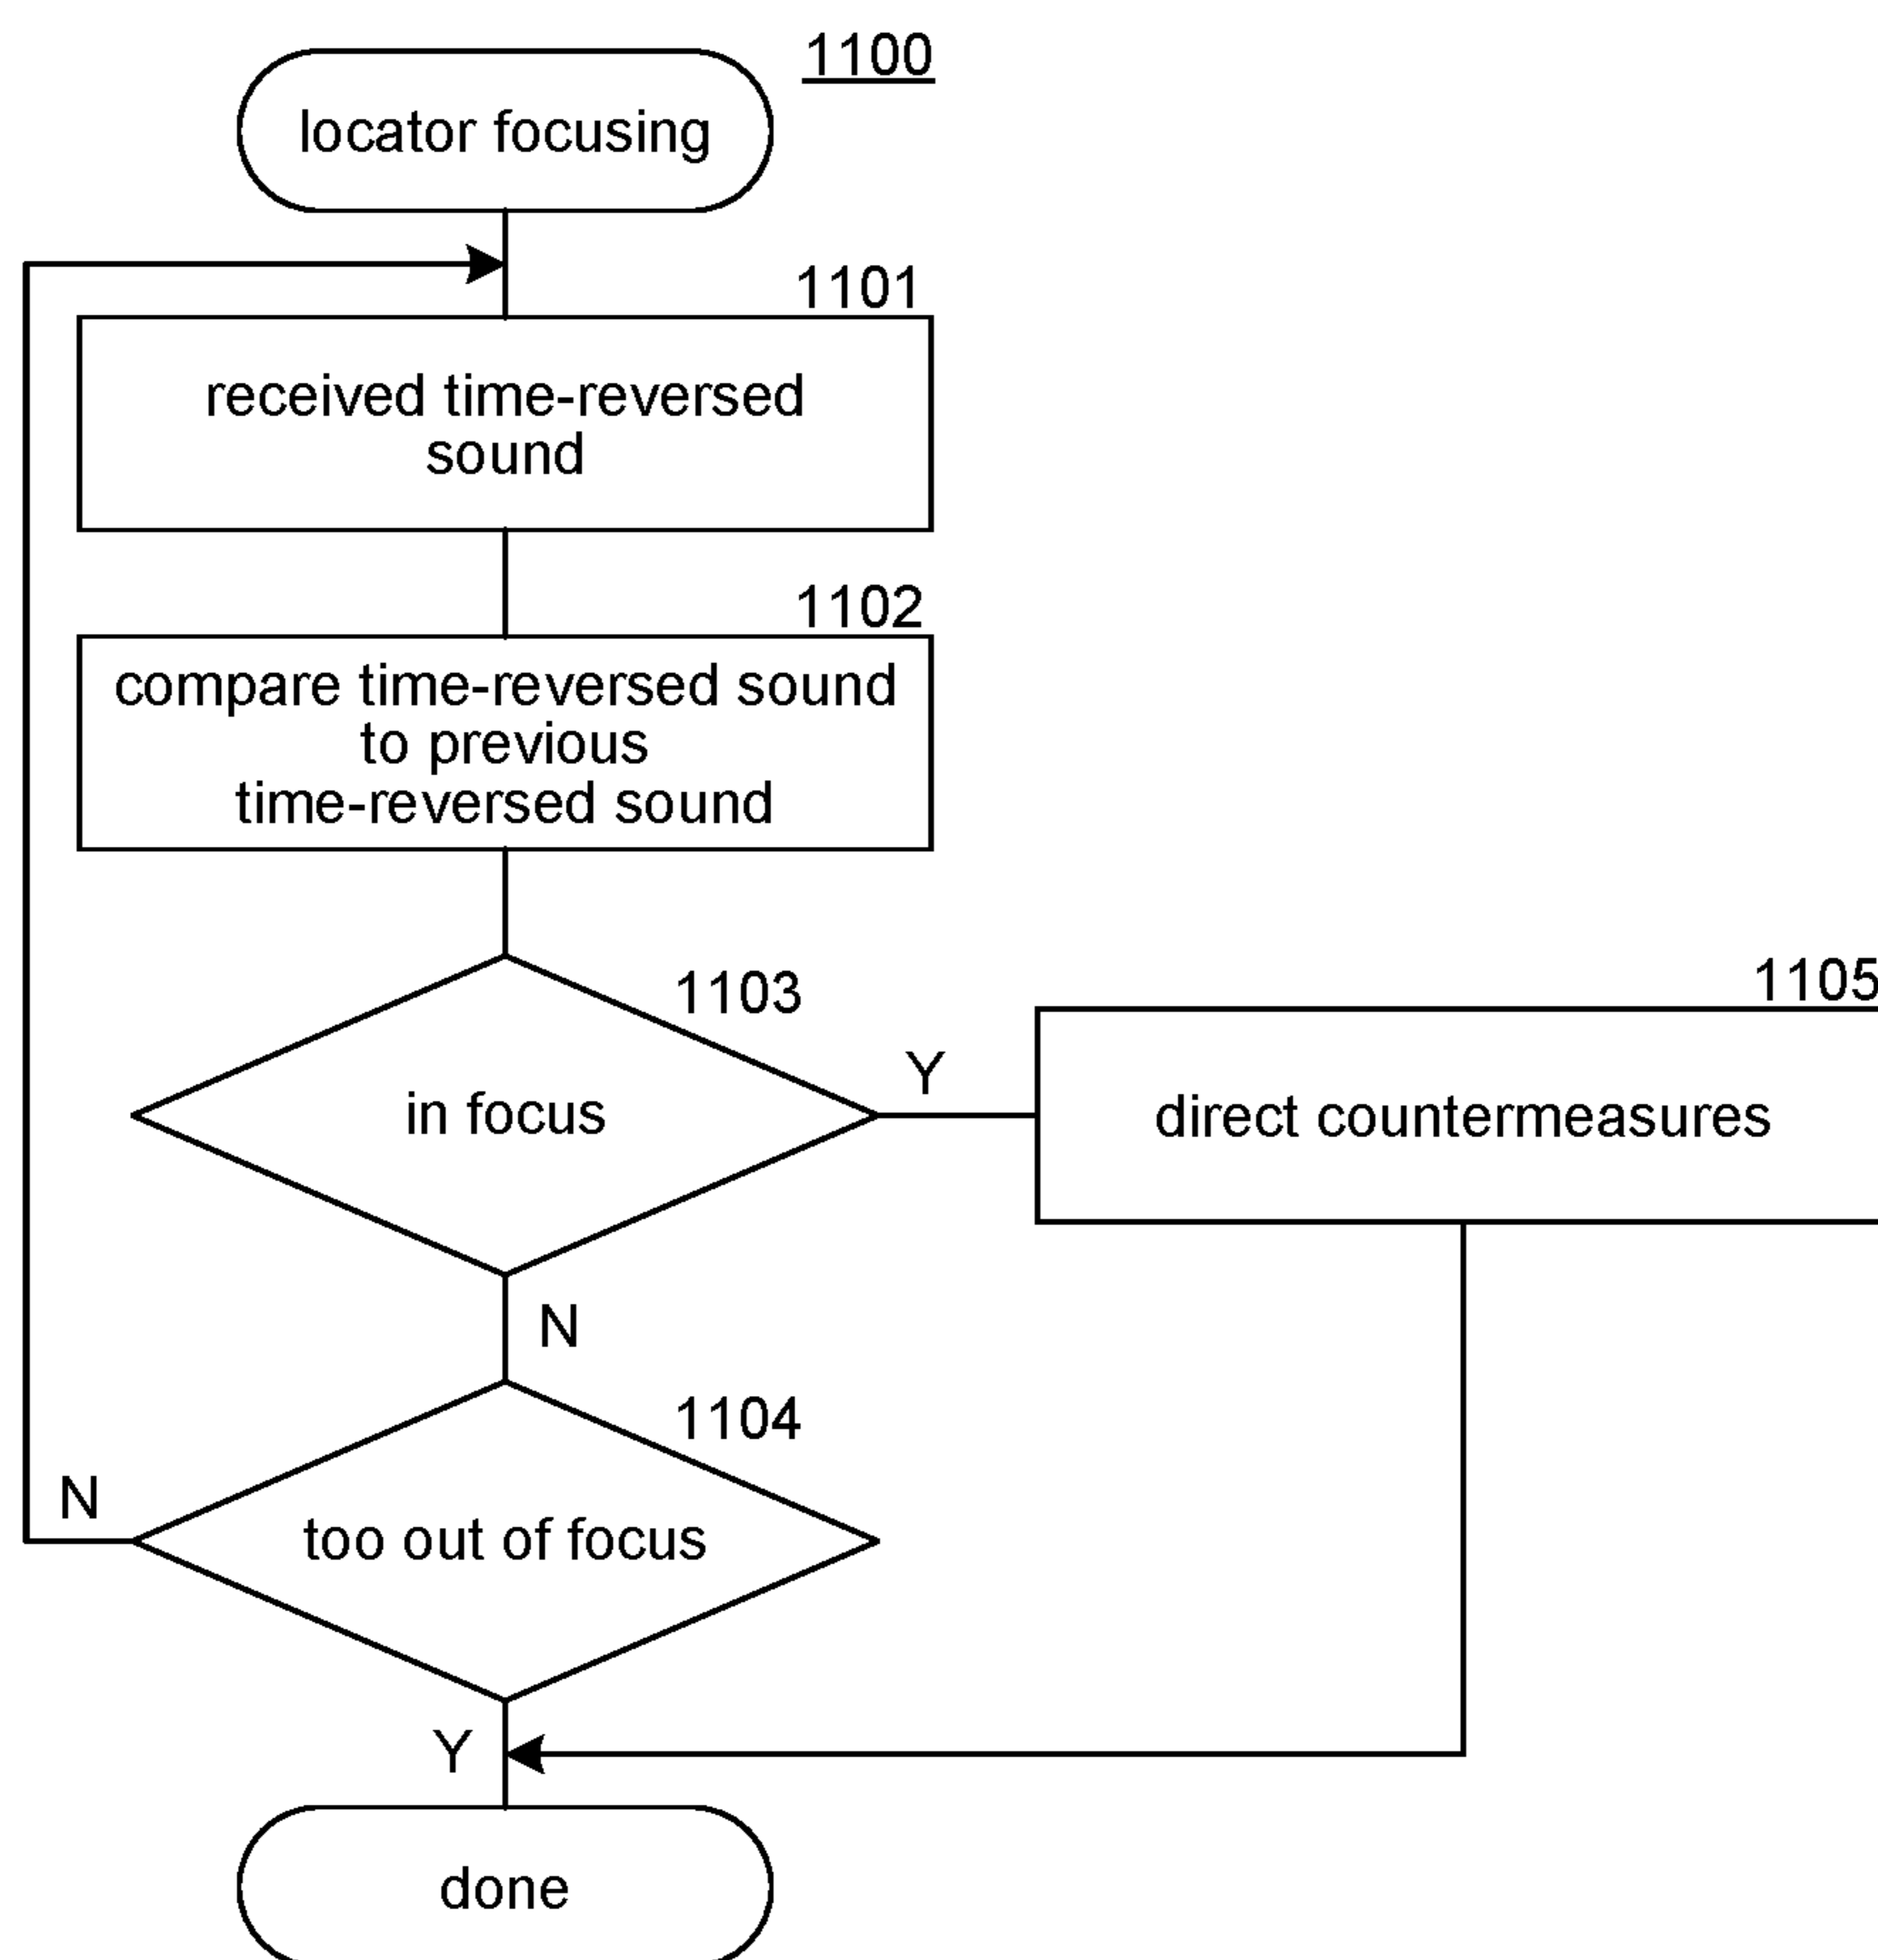 1100
locator focusing
1101
received time-reversed
sound
1102
compare time-reversed sound
to previous
time-reversed sound
1103
in focus
Y
1105
direct countermeasures
N
1104
too out of focus
N
Y
done